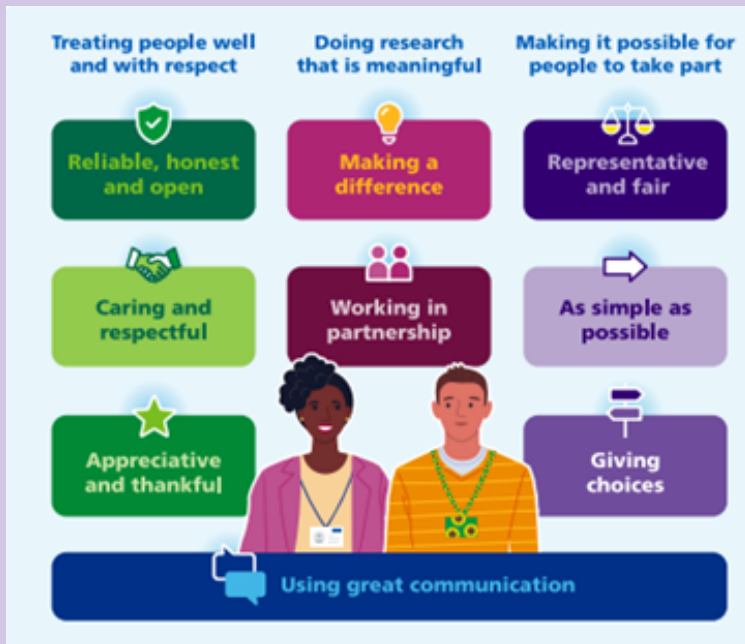 Treating people well
and with respect
Doing research
that is meaningful
Making it possible for
people to take part
Reliable, honest
and open
Making a
difference
Representative
and fair
Caring and
respectful
Working in
partnership
As simple as
possible
Appreciative
and thankful
Giving
choices
Using great communication